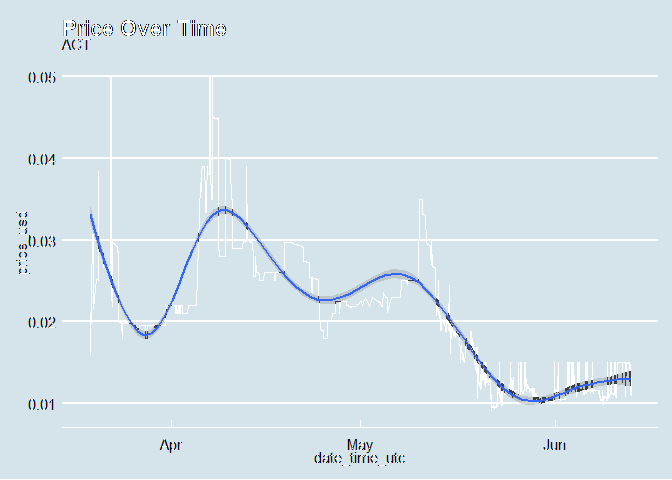 Price Over Time
ACT
0.05
0.04
0.03
0.02
0.01
price_usd
Apr
May
Jun
date_time_utc